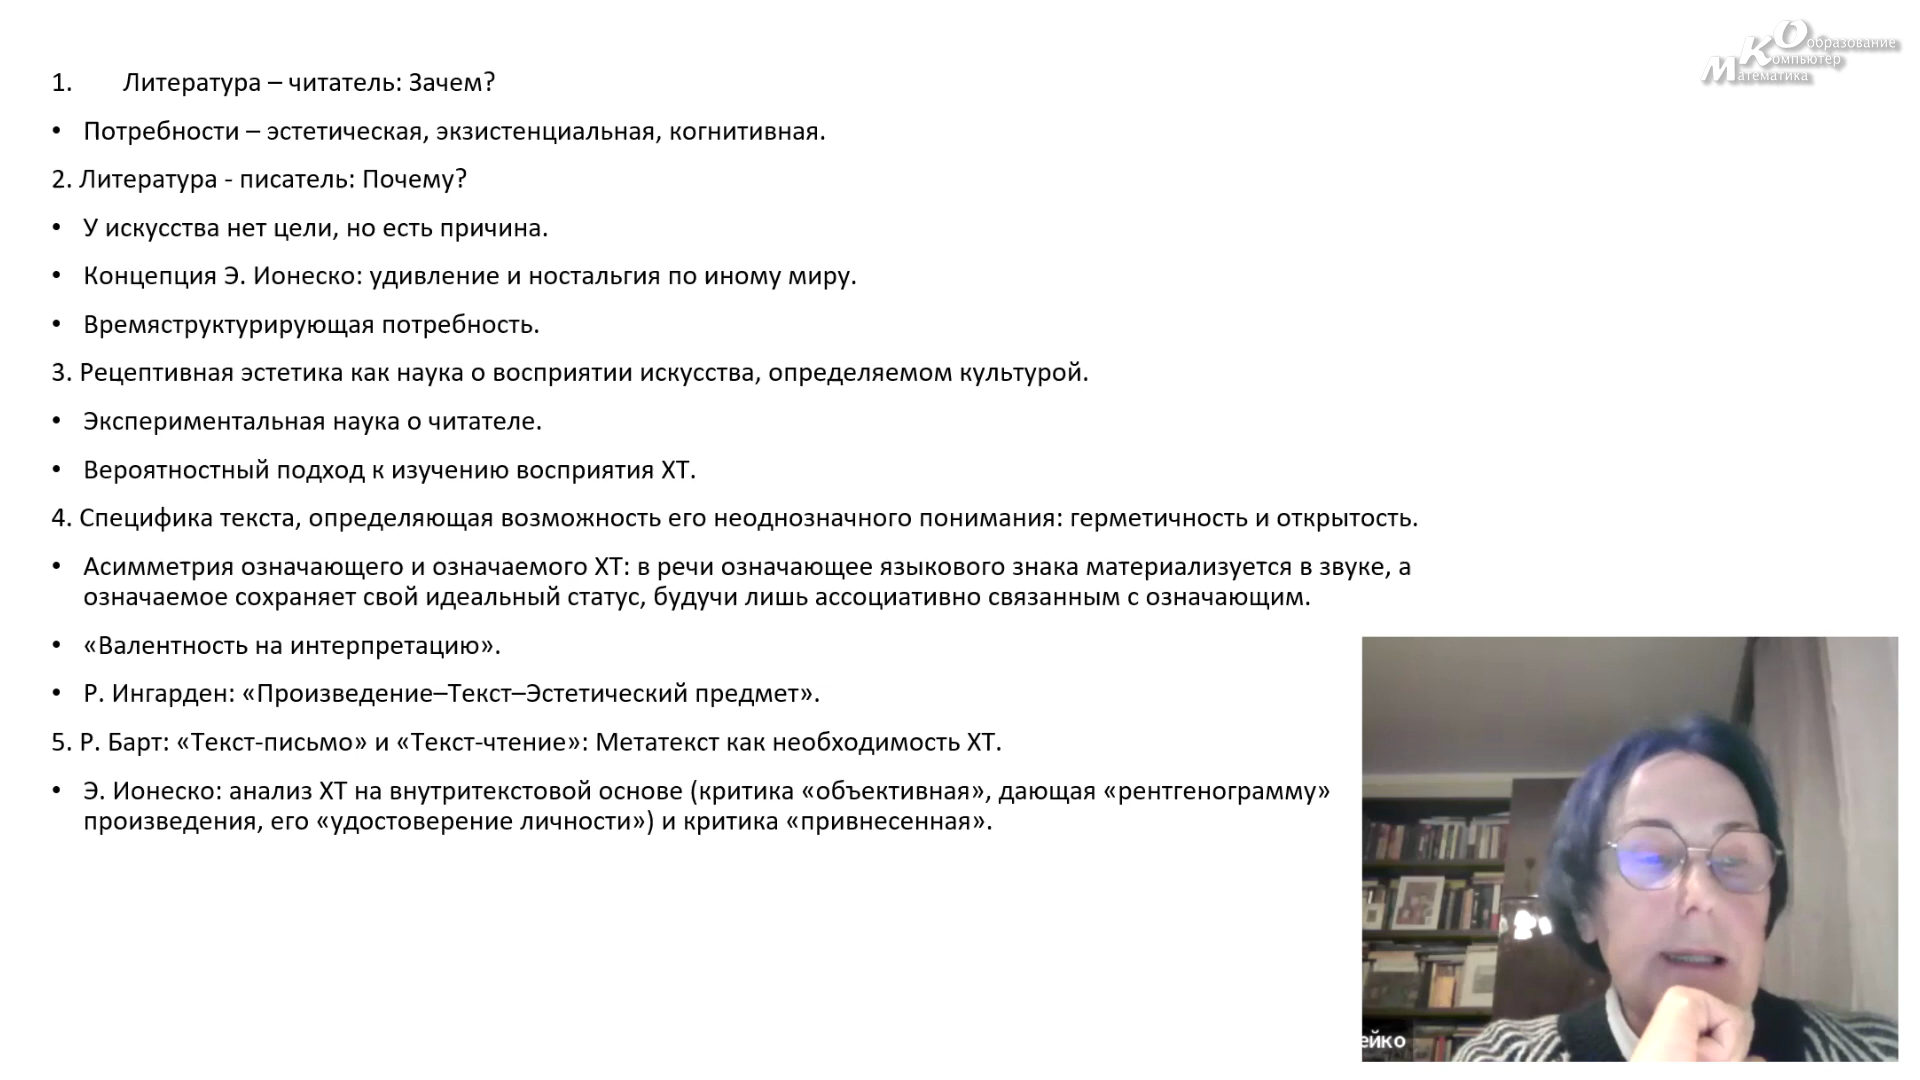 1. Литература – читатель: Зачем?
• Потребности – эстетическая, экзистенциальная, когнитивная.
2. Литература - писатель: Почему?
• У искусства нет цели, но есть причина.
• Концепция Э. Ионеско: удивление и ностальгия по иному миру.
• Времяструктурирующая потребность.
3. Рецептивная эстетика как наука о восприятии искусства, определяемом культурой.
• Экспериментальная наука о читателе.
• Вероятностный подход к изучению восприятия ХТ.
4. Специфика текста, определяющая возможность его неоднозначного понимания: герметичность и открытость.
• Асимметрия означающего и означаемого ХТ: в речи означающее языкового знака материализуется в звуке, а
означаемое сохраняет свой идеальный статус, будучи лишь ассоциативно связанным с означающим.
• «Валентность на интерпретацию».
• Р. Ингарден: «Произведение–Текст–Эстетический предмет».
5. Р. Барт: «Текст-письмо» и «Текст-чтение»: Метатекст как необходимость ХТ.
• Э. Ионеско: анализ ХТ на внутритекстовой основе (критика «объективная», дающая «рентгенограмму»
произведения, его «удостоверение личности») и критика «привнесенная».
Математика
Компьютер
Образование
ейко